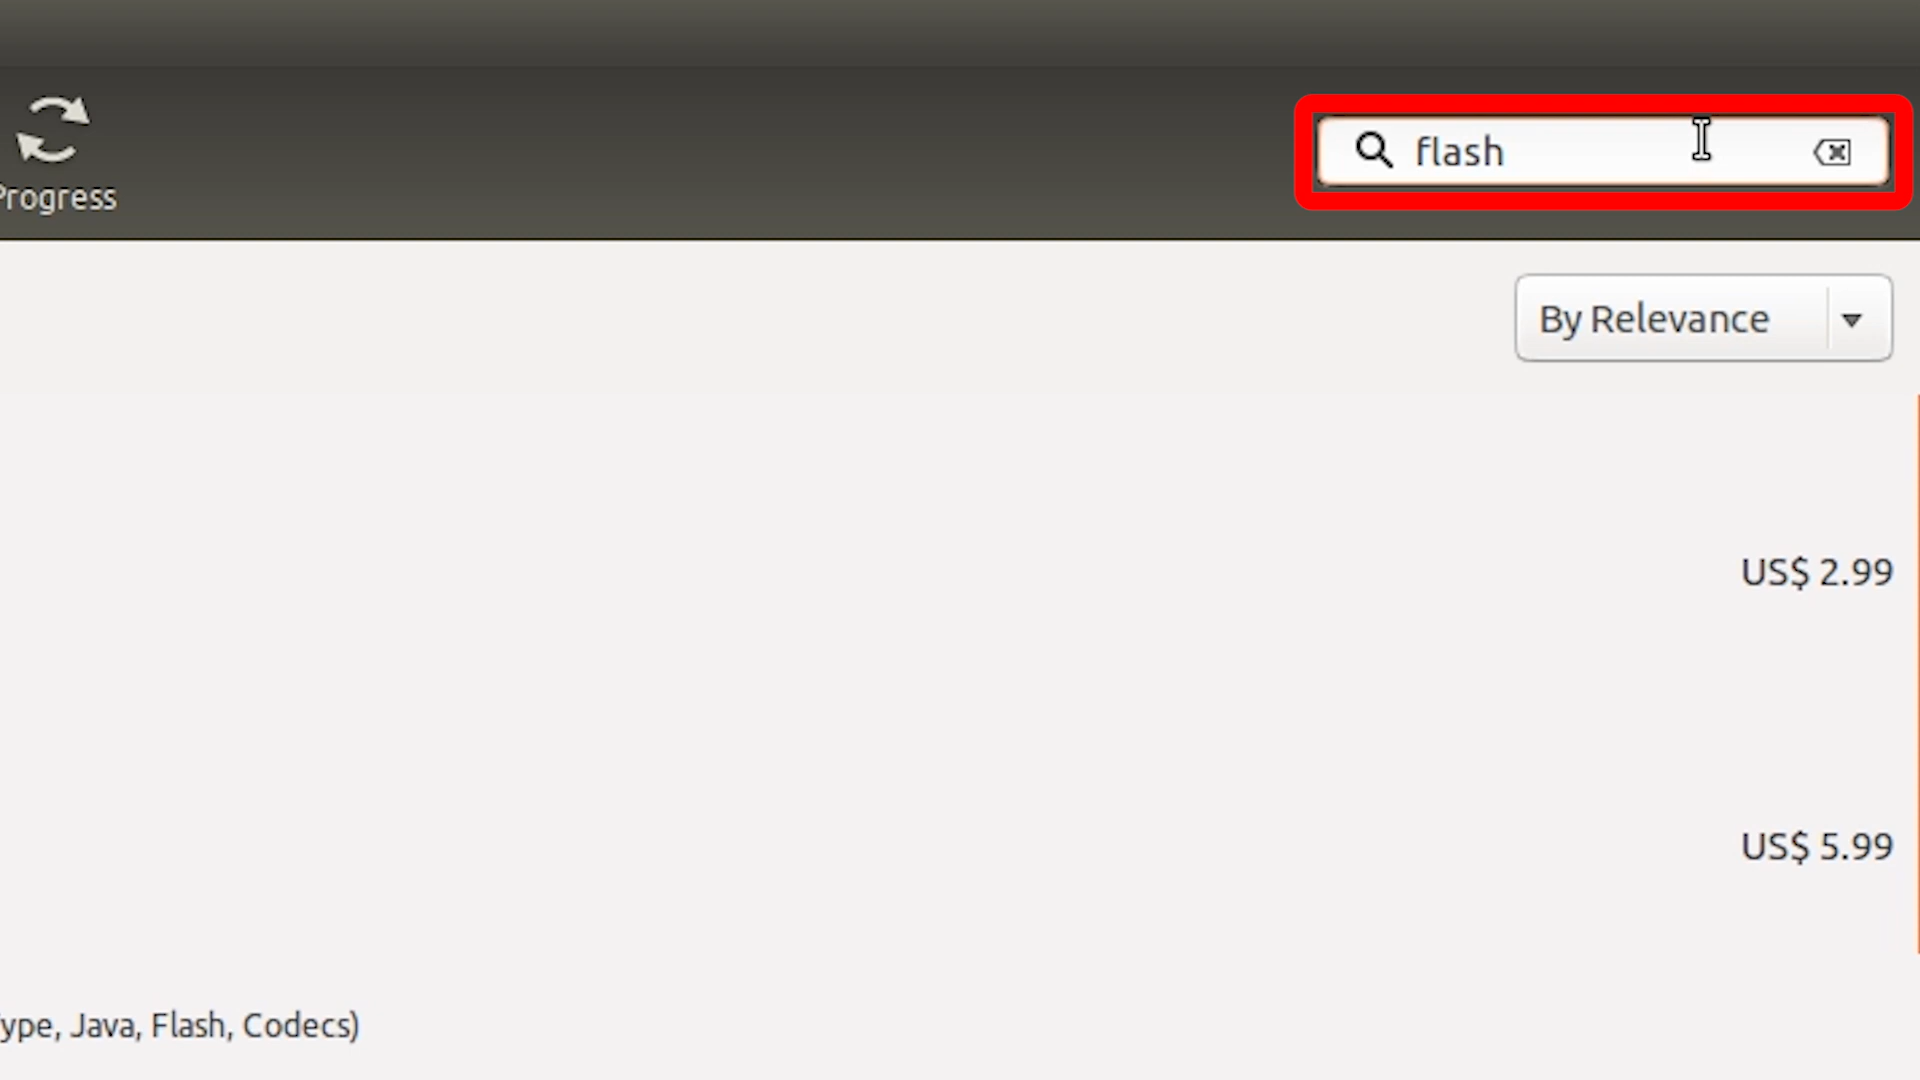 flash
Progress
By Relevance
US$ 2.99
US$ 5.99
ype, Java, Flash, Codecs)